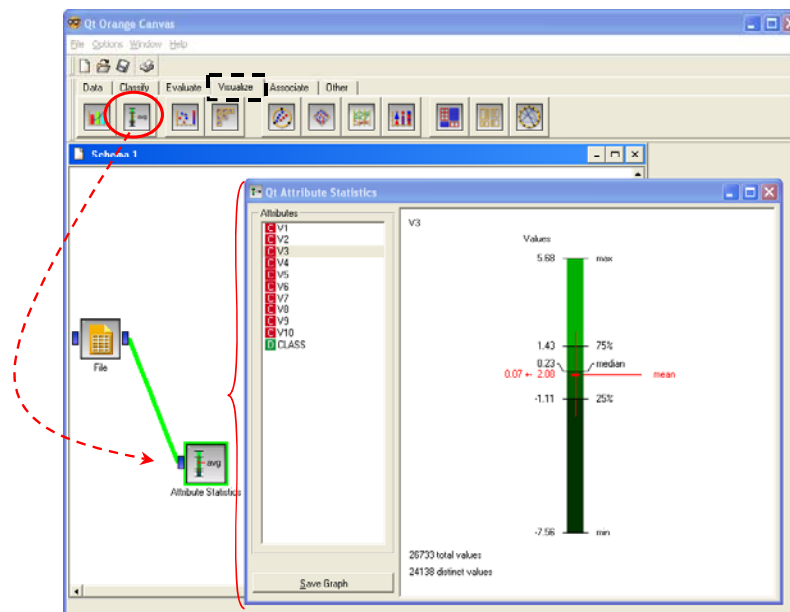 Qt Orange Canvas
File Options Window Help
Data Classify Evaluate Visualize Associate Other
avg
Schema 1
Qt Attribute Statistics
Attributes
C V1
C V2
C V3
C V4
C V5
C V6
C V7
C V8
C V9
C V10
D CLASS
V3
Values
5.68 max
1.43 75%
0.23 median
0.07 +- 2.08 mean
-1.11 25%
-7.56 min
File
avg
Attribute Statistics
26733 total values
24138 distinct values
Save Graph